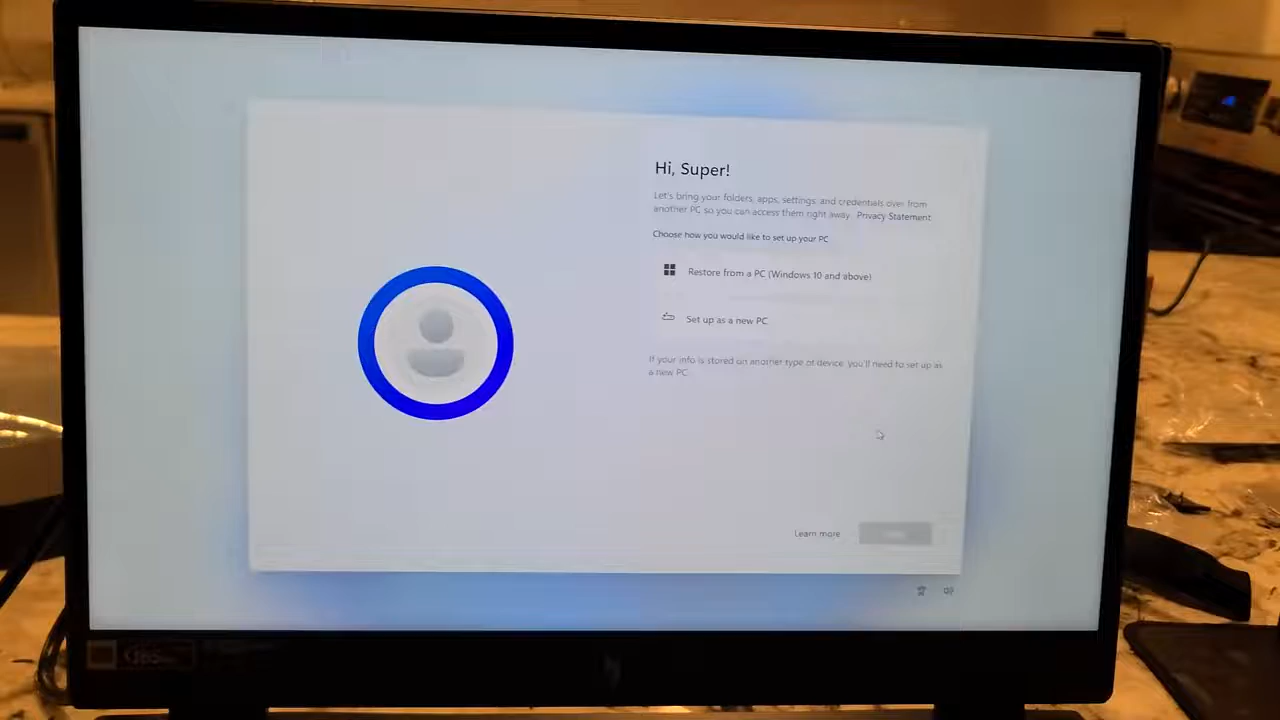 Hi, Super!
Let's bring your folders, apps, settings, and credentials over from
another PC so you can access them right away. Privacy Statement
Choose how you would like to set up your PC
Restore from a PC (Windows 10 and above)
Set up as a new PC
If your info is stored on another type of device, you'll need to set up as
a new PC.
Learn more